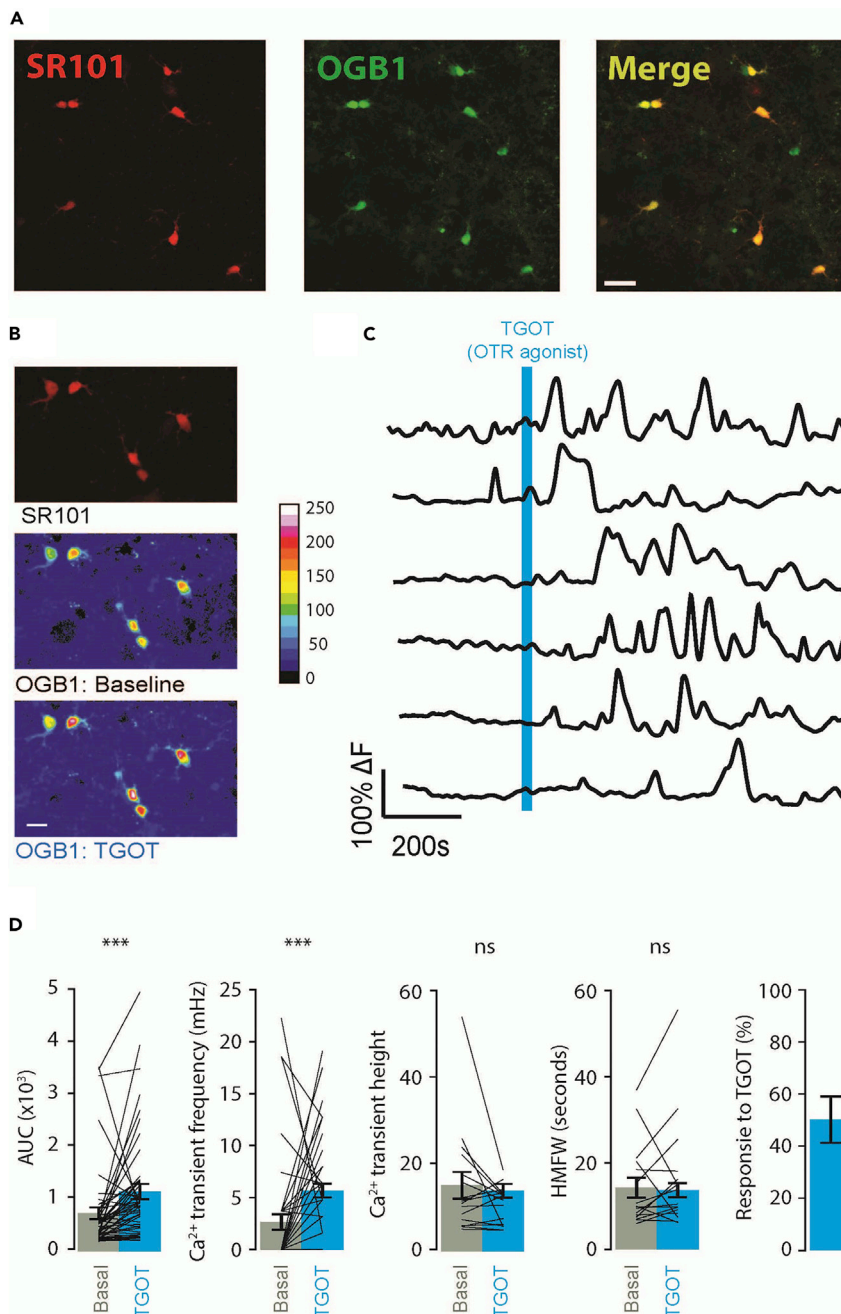 A
SR101
OGB1
Merge
B
SR101
OGB1: Baseline
OGB1: TGOT
250
200
150
100
50
0
C
TGOT
(OTR agonist)
100% ΔF
200s
D
***
AUC (x10³)
5
4
3
2
1
0
Basal
TGOT
***
Ca²⁺ transient frequency (mHz)
25
20
15
10
5
0
Basal
TGOT
ns
Ca²⁺ transient height
60
40
20
0
Basal
TGOT
ns
HMFW (seconds)
60
40
20
0
Basal
TGOT
Responsie to TGOT (%)
100
80
60
40
20
0